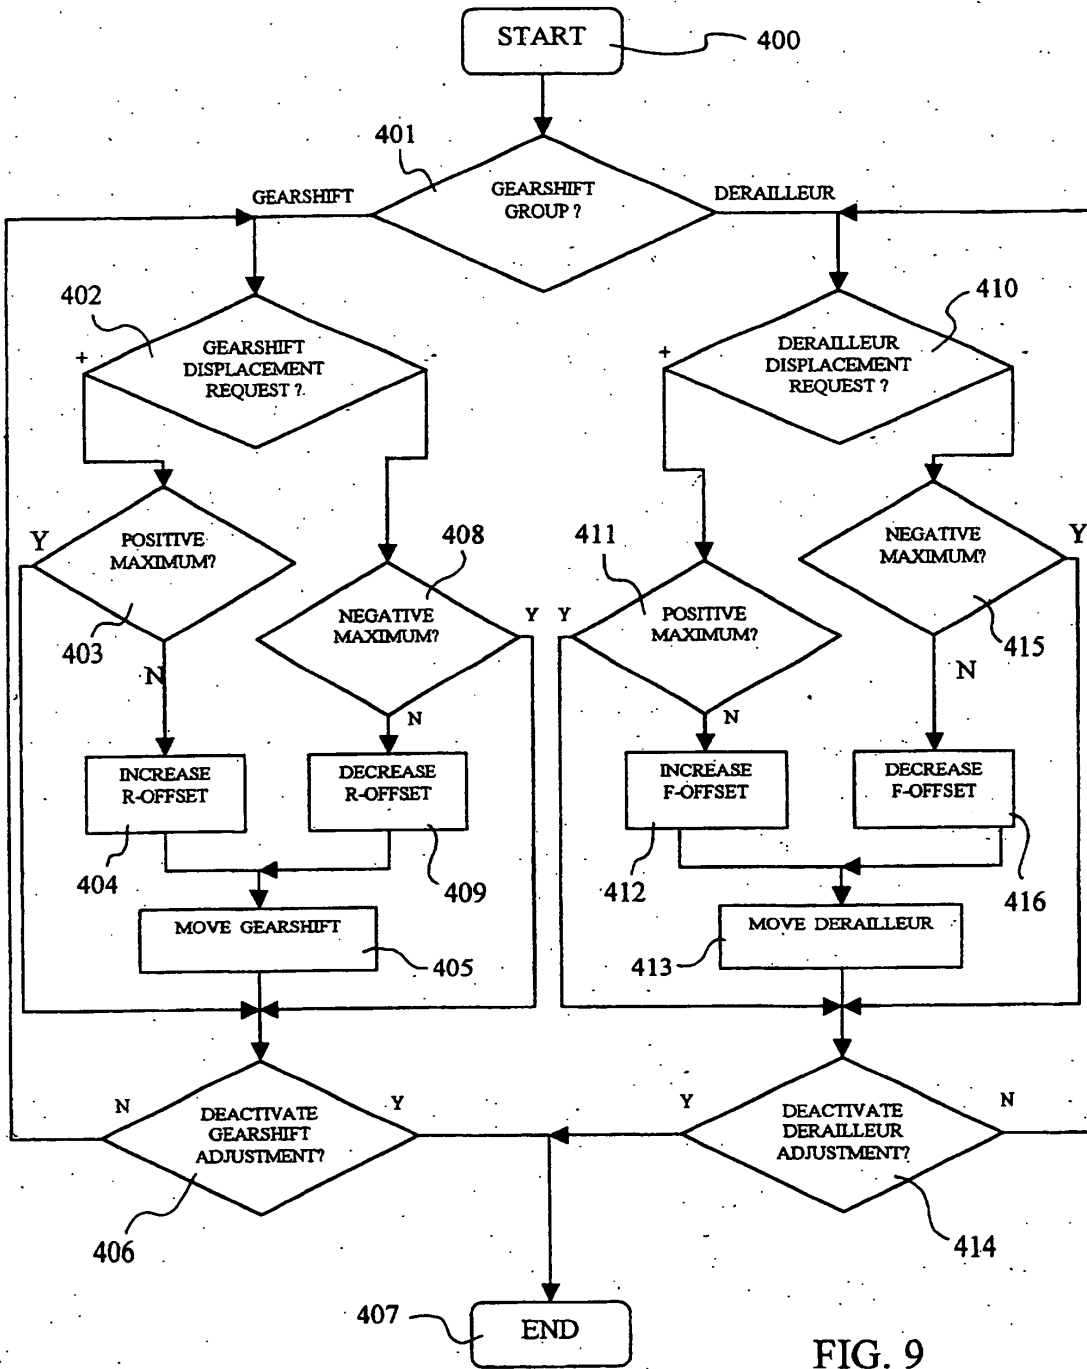 START
400
401
GEARSHIFT
GROUP ?
GEARSHIFT
DERAILLEUR
402
410
+
GEARSHIFT
DISPLACEMENT
REQUEST ?
-
+
DERAILLEUR
DISPLACEMENT
REQUEST ?
Y
POSITIVE
MAXIMUM?
403
N
408
NEGATIVE
MAXIMUM?
Y
N
411
Y
POSITIVE
MAXIMUM?
N
NEGATIVE
MAXIMUM?
Y
415
N
INCREASE
R-OFFSET
404
DECREASE
R-OFFSET
409
INCREASE
F-OFFSET
412
DECREASE
F-OFFSET
416
MOVE GEARSHIFT
405
MOVE DERAILLEUR
413
N
DEACTIVATE
GEARSHIFT
ADJUSTMENT?
Y
406
Y
DEACTIVATE
DERAILLEUR
ADJUSTMENT?
N
414
407
END
FIG. 9